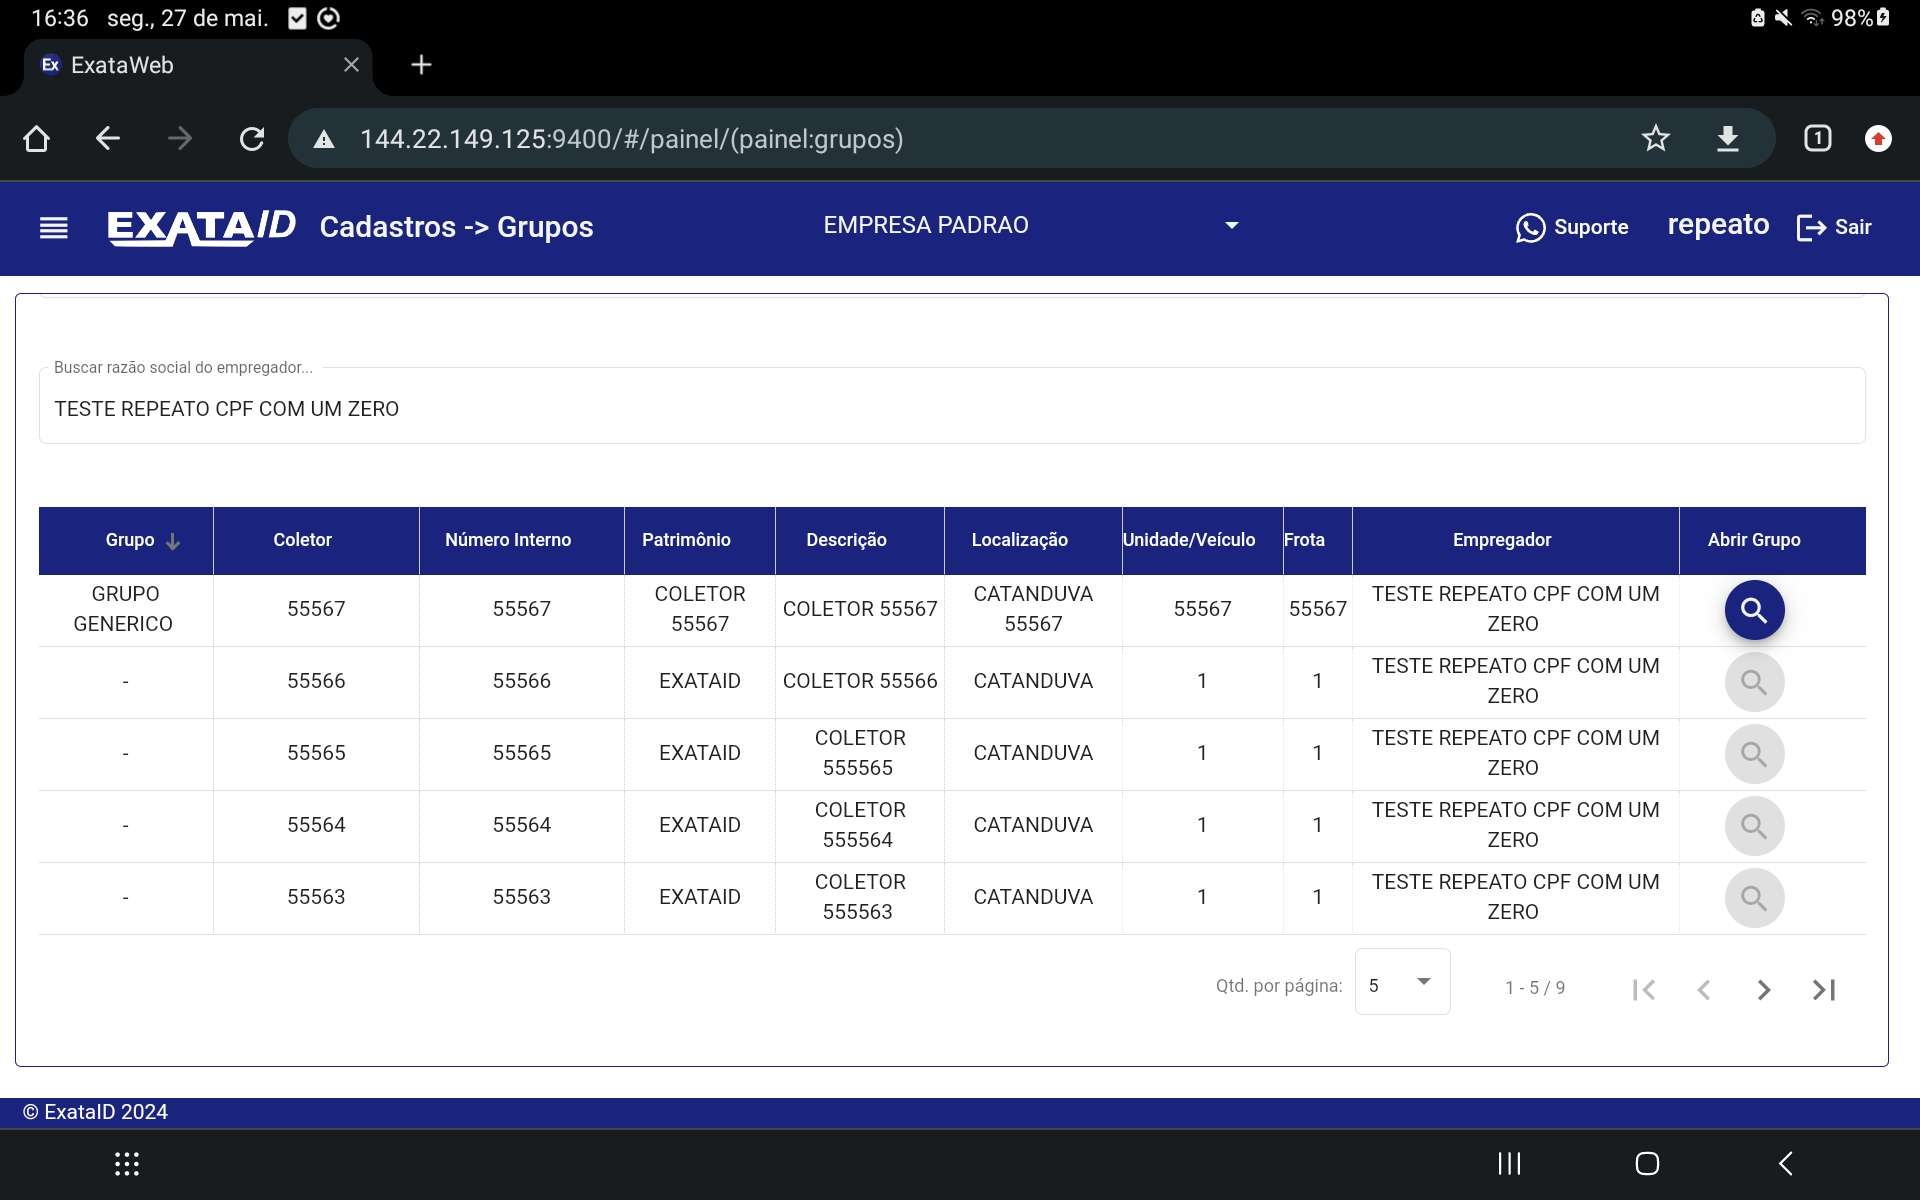 16:36 seg., 27 de mai. 98%
Ex ExataWeb
144.22.149.125:9400/#/painel/(painel:grupos) 1
EXATAID Cadastros -> Grupos EMPRESA PADRAO Suporte repeato Sair
Buscar razão social do empregador...
TESTE REPEATO CPF COM UM ZERO
Grupo Coletor Número Interno Patrimônio Descrição Localização Unidade/Veículo Frota Empregador Abrir Grupo
GRUPO GENERICO 55567 55567 COLETOR 55567 COLETOR 55567 CATANDUVA 55567 55567 55567 TESTE REPEATO CPF COM UM ZERO
- 55566 55566 EXATAID COLETOR 55566 CATANDUVA 1 1 TESTE REPEATO CPF COM UM ZERO
- 55565 55565 EXATAID COLETOR 555565 CATANDUVA 1 1 TESTE REPEATO CPF COM UM ZERO
- 55564 55564 EXATAID COLETOR 555564 CATANDUVA 1 1 TESTE REPEATO CPF COM UM ZERO
- 55563 55563 EXATAID COLETOR 555563 CATANDUVA 1 1 TESTE REPEATO CPF COM UM ZERO
Qtd. por página: 5 1 - 5 / 9
© ExataID 2024